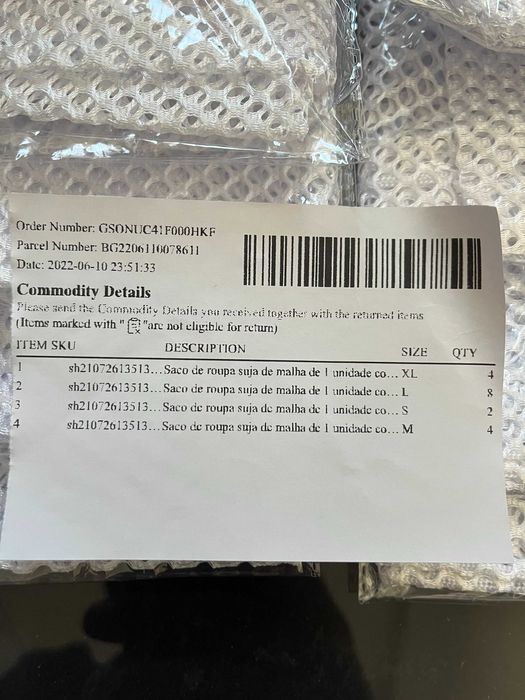 Order Number: GSONUC41F000HKF
Parcel Number: BG2206110078611
Date: 2022-06-10 23:51:33
Commodity Details
Please send the Commodity Details you received together with the returned items
(Items marked with " "are not eligible for return)
ITEM SKU DESCRIPTION SIZE QTY
1 sh21072613513... Saco de roupa suja de malha de 1 unidade co... XL 4
2 sh21072613513... Saco de roupa suja de malha de 1 unidade co... L 8
3 sh21072613513... Saco de roupa suja de malha de 1 unidade co... S 2
4 sh21072613513... Saco de roupa suja de malha de 1 unidade co... M 4